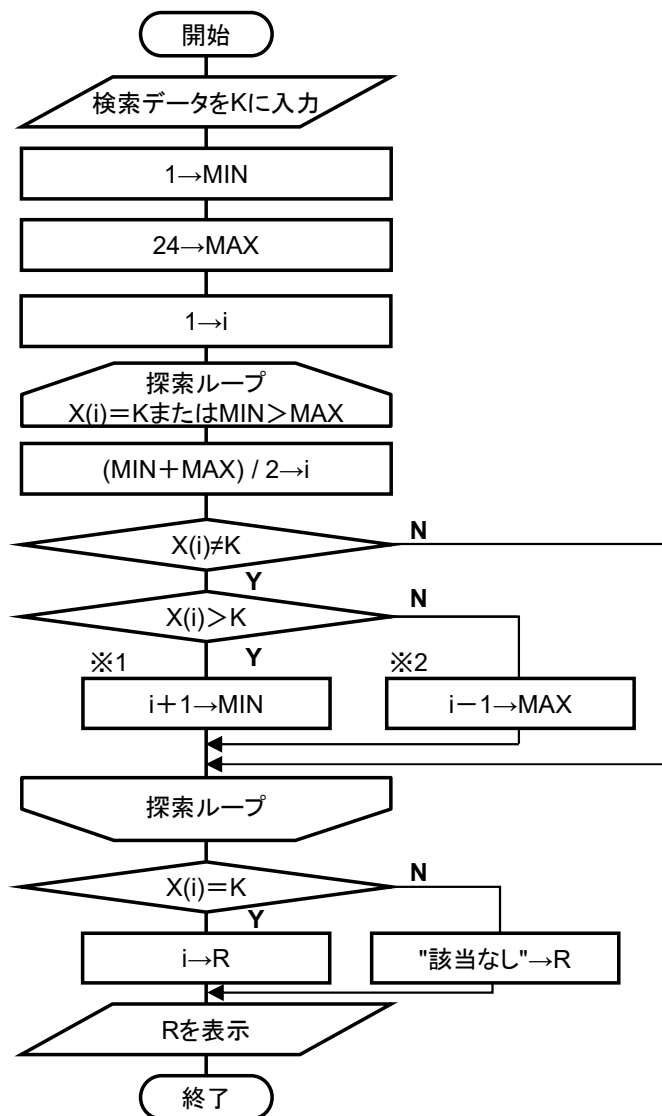 開始
検索データをKに入力
1→MIN
24→MAX
1→i
探索ループ
X(i)=KまたはMIN>MAX
(MIN+MAX) / 2→i
X(i)≠K
N
Y
X(i)>K
N
Y
※1
※2
i+1→MIN
i-1→MAX
探索ループ
X(i)=K
N
Y
i→R
"該当なし"→R
Rを表示
終了